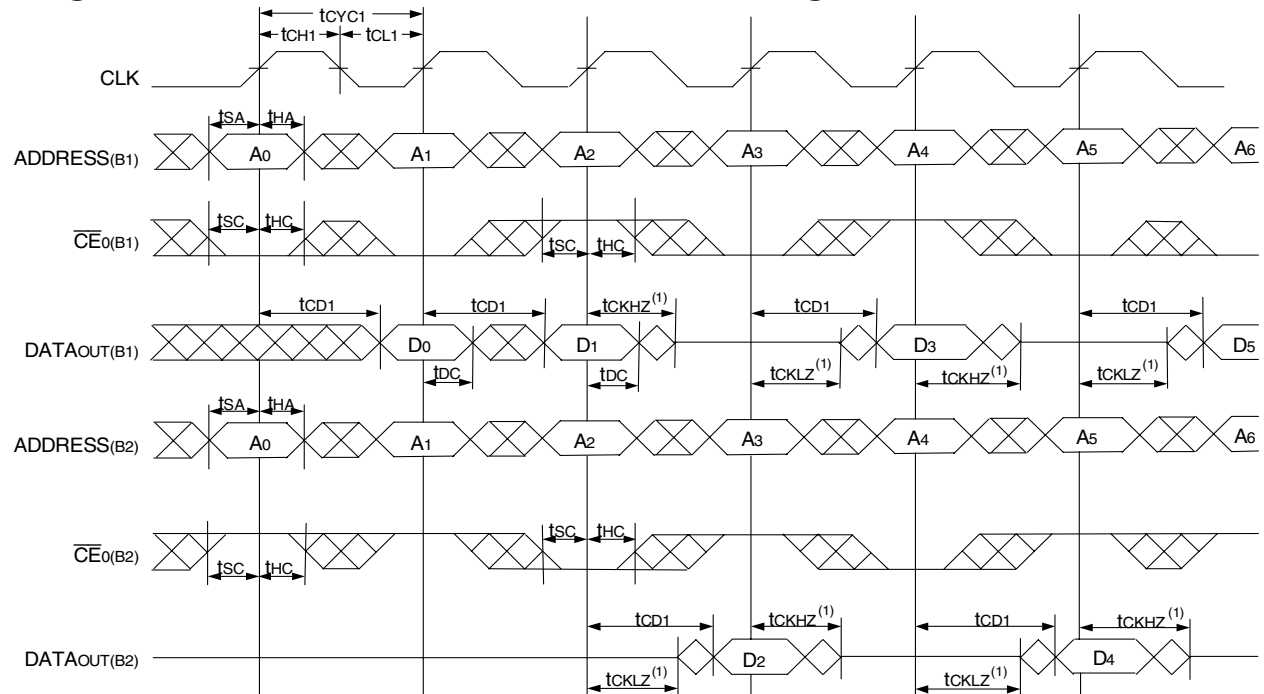 tCYC1
tCH1 tCL1
CLK
tSA tHA
ADDRESS(B1) A0 A1 A2 A3 A4 A5 A6
tSC tHC tSC tHC
CE0(B1)
tCD1 tCD1 tCKHZ(1) tCD1 tCD1
DATAOUT(B1) D0 D1 D3 D5
tDC tDC tCKLZ(1) tCKHZ(1) tCKLZ(1)
tSA tHA
ADDRESS(B2) A0 A1 A2 A3 A4 A5 A6
tSC tHC
CE0(B2)
tSC tHC
tCD1 tCKHZ(1) tCD1 tCKHZ(1)
DATAOUT(B2) D2 D4
tCKLZ(1) tCKLZ(1)